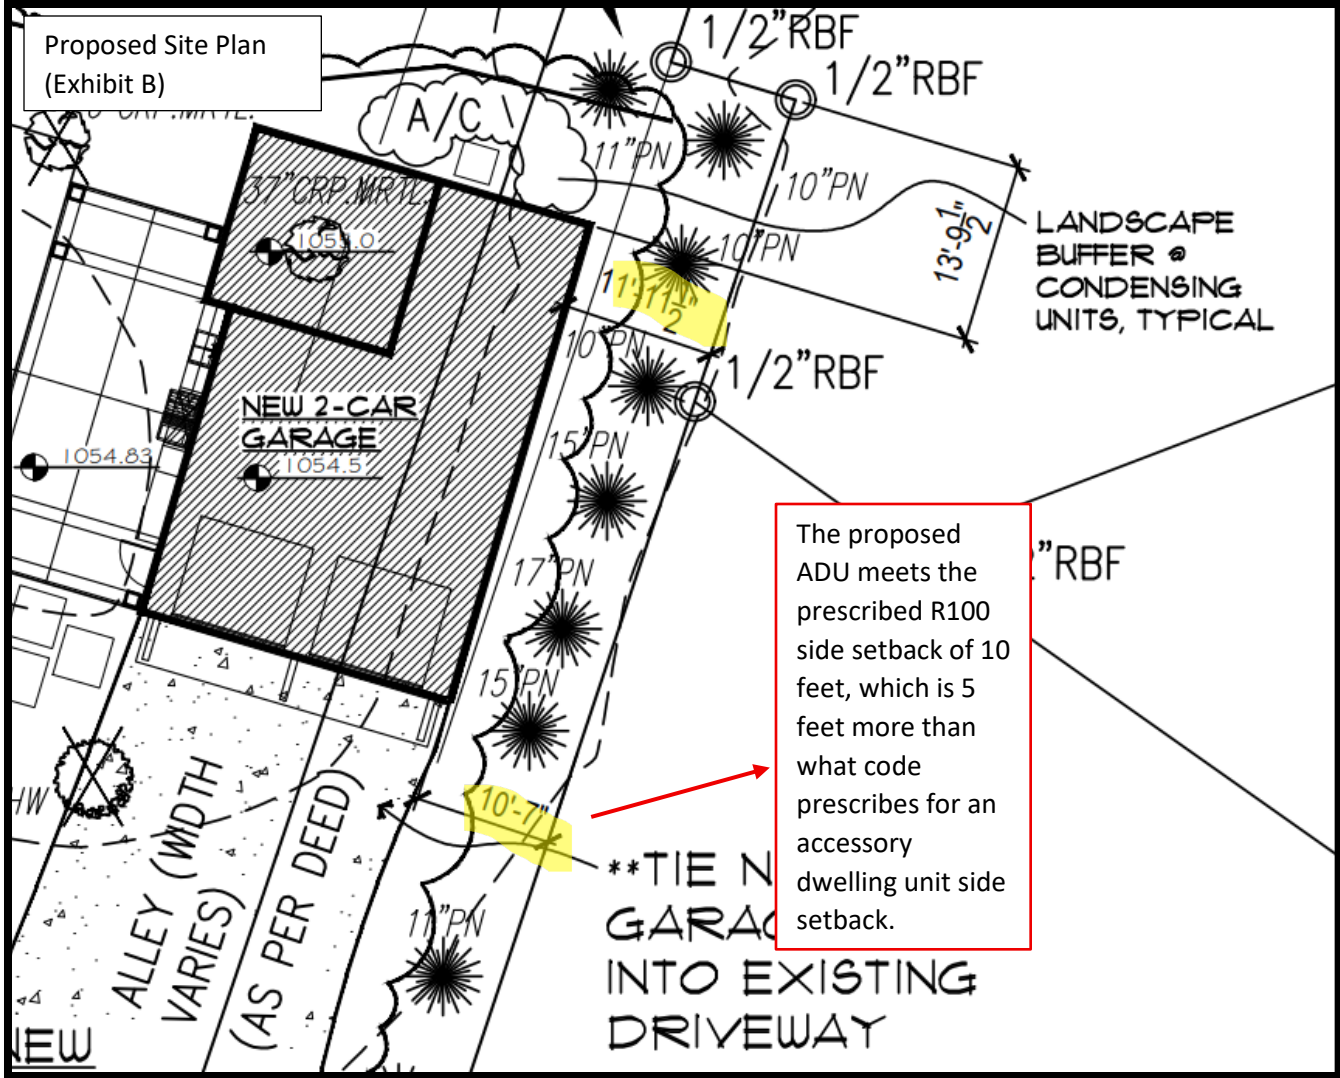 Proposed Site Plan
(Exhibit B)
1/2"RBF
1/2"RBF
A/C
11"PN
10"PN
37"CRP.MRTL.
1055.0
10"PN
13'-9 1/2"
LANDSCAPE
BUFFER @
CONDENSING
UNITS, TYPICAL
11'-11 1/2"
10"PN
1/2"RBF
NEW 2-CAR
GARAGE
1054.5
1054.83
15"PN
17"PN
15"PN
The proposed
ADU meets the
prescribed R100
side setback of 10
feet, which is 5
feet more than
what code
prescribes for an
accessory
dwelling unit side
setback.
"RBF
10'-7"
HW
ALLEY (WIDTH
VARIES)
(AS PER DEED)
11"PN
**TIE N
GARAG
INTO EXISTING
DRIVEWAY
NEW